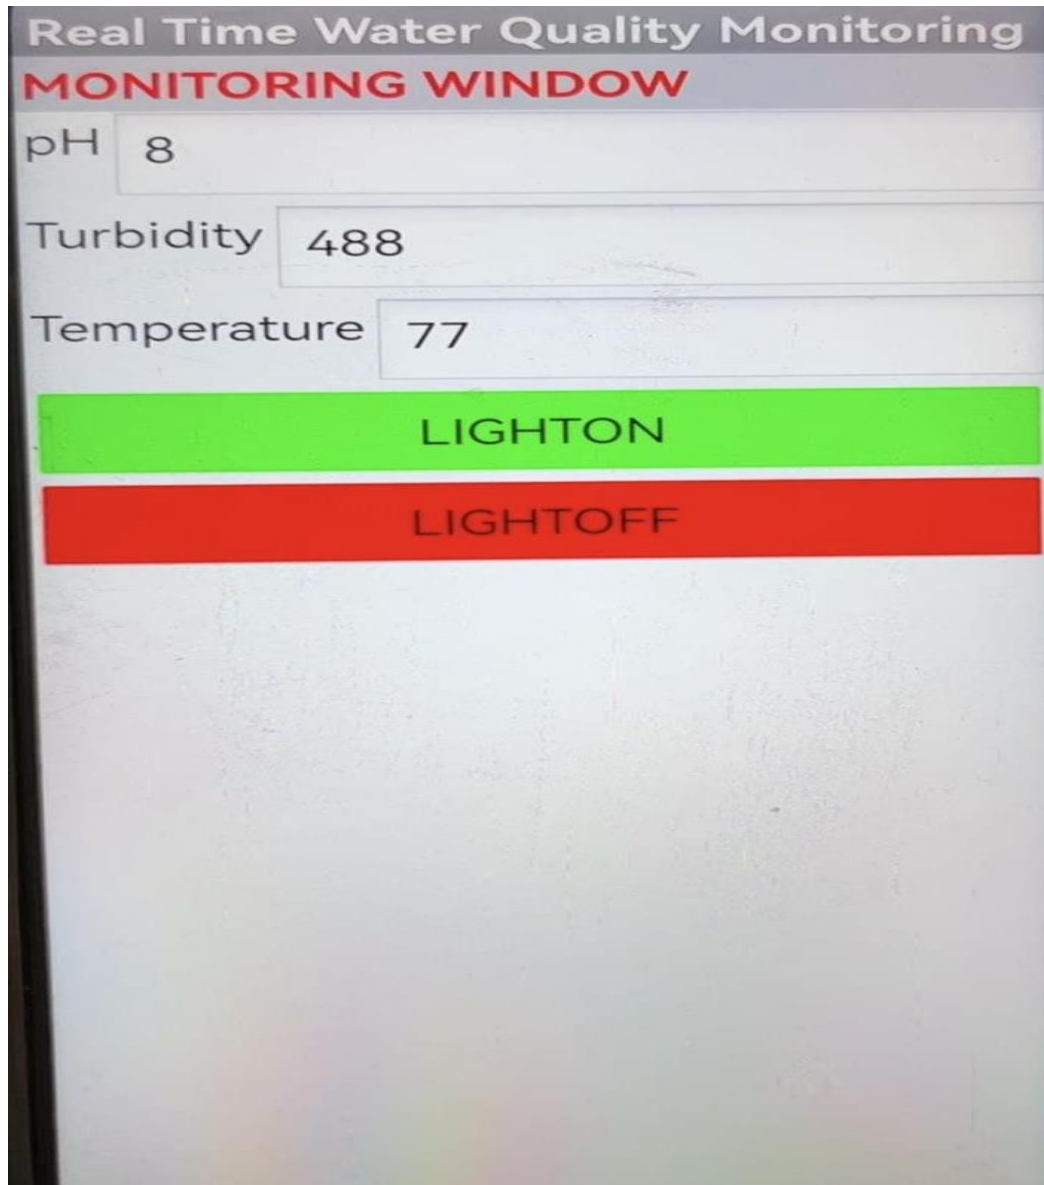 Real Time Water Quality Monitoring
MONITORING WINDOW
pH 8
Turbidity 488
Temperature 77
LIGHTON
LIGHTOFF